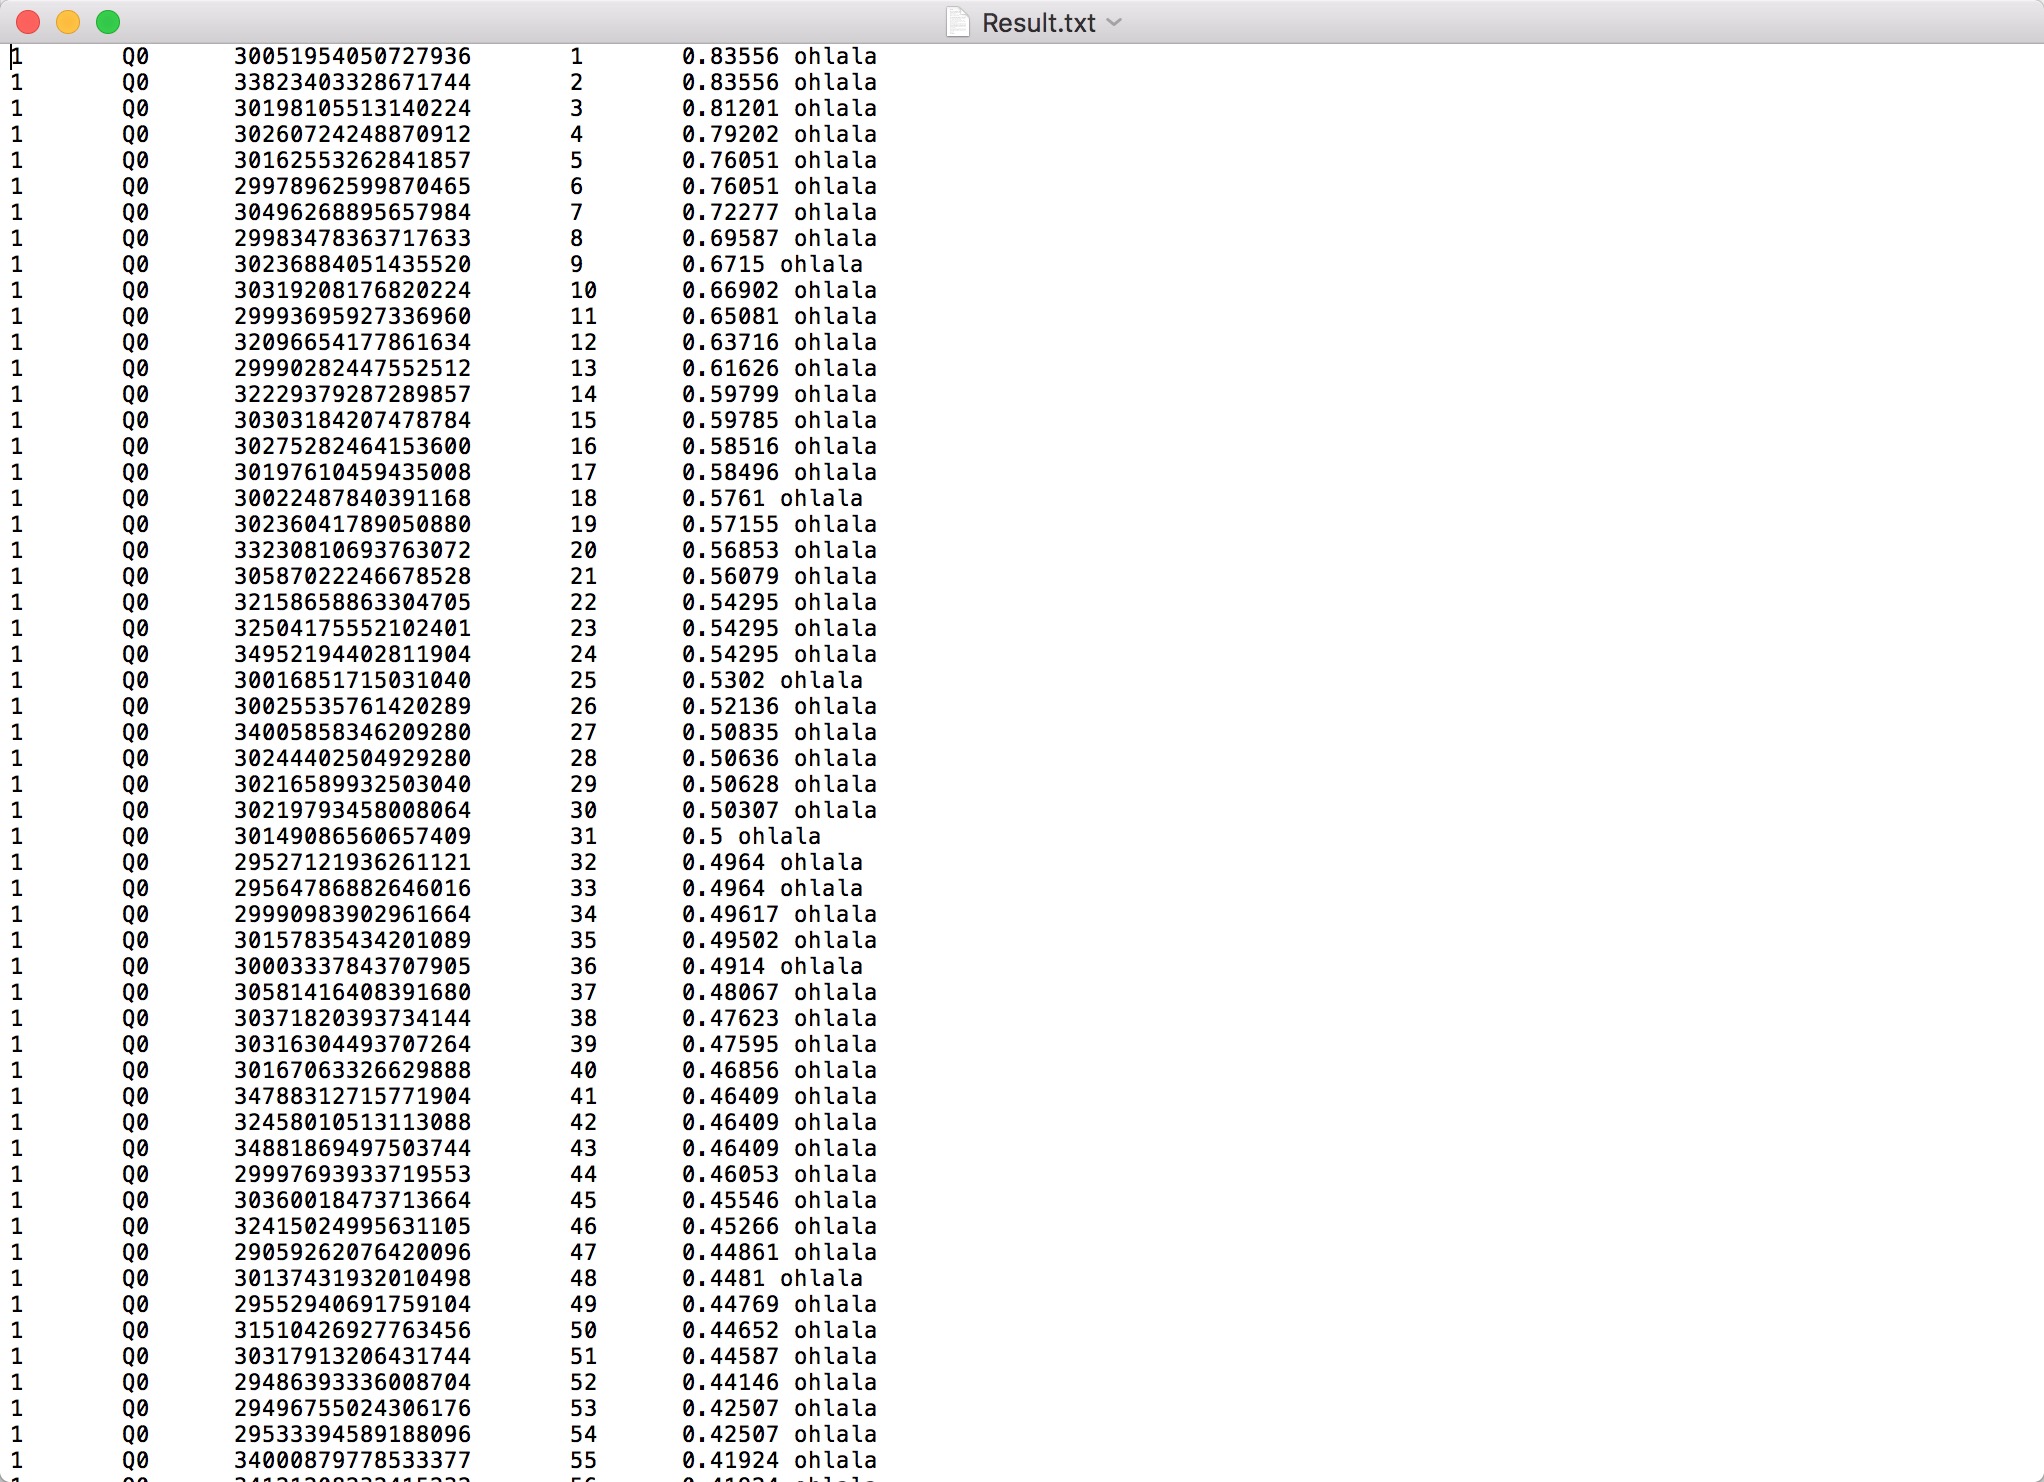 Result.txt
1 Q0 30051954050727936 1 0.83556 ohlala
1 Q0 33823403328671744 2 0.83556 ohlala
1 Q0 30198105513140224 3 0.81201 ohlala
1 Q0 30260724248870912 4 0.79202 ohlala
1 Q0 30162553262841857 5 0.76051 ohlala
1 Q0 29978962599870465 6 0.76051 ohlala
1 Q0 30496268895657984 7 0.72277 ohlala
1 Q0 29983478363717633 8 0.69587 ohlala
1 Q0 30236884051435520 9 0.6715 ohlala
1 Q0 30319208176820224 10 0.66902 ohlala
1 Q0 29993695927336960 11 0.65081 ohlala
1 Q0 32096654177861634 12 0.63716 ohlala
1 Q0 29990282447552512 13 0.61626 ohlala
1 Q0 32229379287289857 14 0.59799 ohlala
1 Q0 30303184207478784 15 0.59785 ohlala
1 Q0 30275282464153600 16 0.58516 ohlala
1 Q0 30197610459435008 17 0.58496 ohlala
1 Q0 30022487840391168 18 0.5761 ohlala
1 Q0 30236041789050880 19 0.57155 ohlala
1 Q0 33230810693763072 20 0.56853 ohlala
1 Q0 30587022246678528 21 0.56079 ohlala
1 Q0 32158658863304705 22 0.54295 ohlala
1 Q0 32504175552102401 23 0.54295 ohlala
1 Q0 34952194402811904 24 0.54295 ohlala
1 Q0 30016851715031040 25 0.5302 ohlala
1 Q0 30025535761420289 26 0.52136 ohlala
1 Q0 34005858346209280 27 0.50835 ohlala
1 Q0 30244402504929280 28 0.50636 ohlala
1 Q0 30216589932503040 29 0.50628 ohlala
1 Q0 30219793458008064 30 0.50307 ohlala
1 Q0 30149086560657409 31 0.5 ohlala
1 Q0 29527121936261121 32 0.4964 ohlala
1 Q0 29564786882646016 33 0.4964 ohlala
1 Q0 29990983902961664 34 0.49617 ohlala
1 Q0 30157835434201089 35 0.49502 ohlala
1 Q0 30003337843707905 36 0.4914 ohlala
1 Q0 30581416408391680 37 0.48067 ohlala
1 Q0 30371820393734144 38 0.47623 ohlala
1 Q0 30316304493707264 39 0.47595 ohlala
1 Q0 30167063326629888 40 0.46856 ohlala
1 Q0 34788312715771904 41 0.46409 ohlala
1 Q0 32458010513113088 42 0.46409 ohlala
1 Q0 34881869497503744 43 0.46409 ohlala
1 Q0 29997693933719553 44 0.46053 ohlala
1 Q0 30360018473713664 45 0.45546 ohlala
1 Q0 32415024995631105 46 0.45266 ohlala
1 Q0 29059262076420096 47 0.44861 ohlala
1 Q0 30137431932010498 48 0.4481 ohlala
1 Q0 29552940691759104 49 0.44769 ohlala
1 Q0 31510426927763456 50 0.44652 ohlala
1 Q0 30317913206431744 51 0.44587 ohlala
1 Q0 29486393336008704 52 0.44146 ohlala
1 Q0 29496755024306176 53 0.42507 ohlala
1 Q0 29533394589188096 54 0.42507 ohlala
1 Q0 34000879778533377 55 0.41924 ohlala